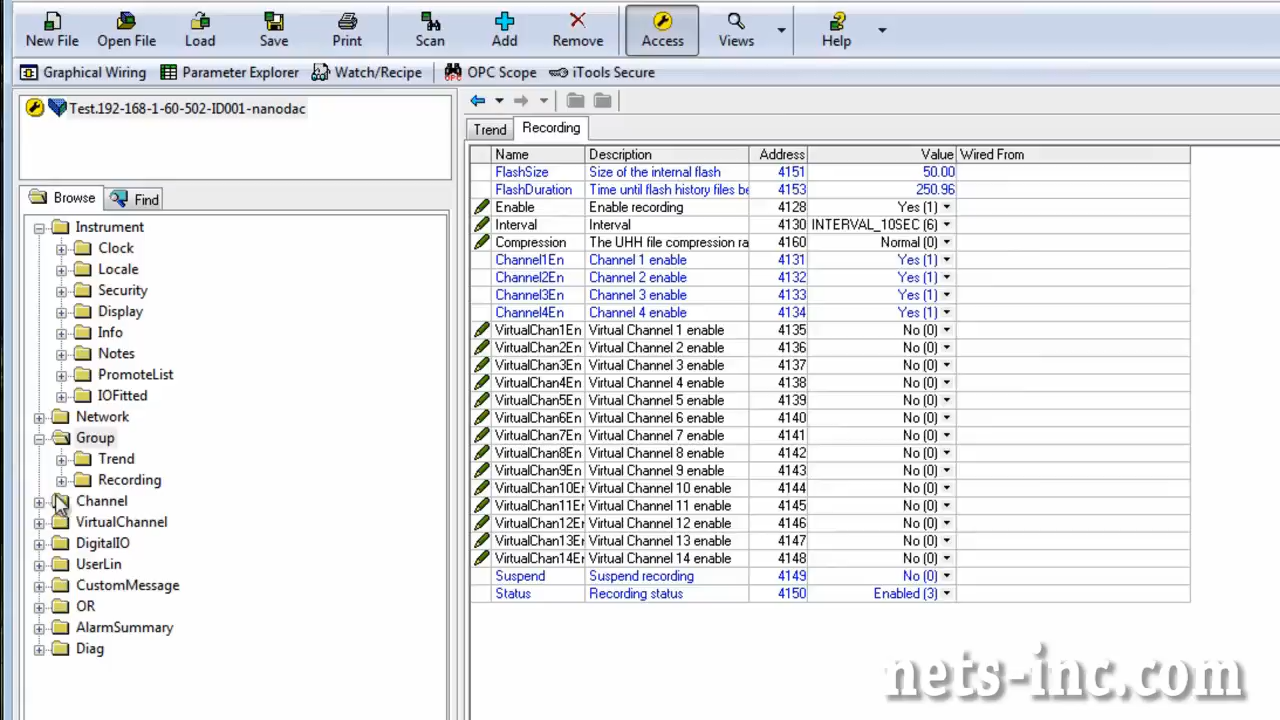 New File Open File Load Save Print Scan Add Remove Access Views Help
Graphical Wiring Parameter Explorer Watch/Recipe OPC Scope iTools Secure
Test.192-168-1-60-502-ID001-nanodac
Browse Find
Instrument
Clock
Locale
Security
Display
Info
Notes
PromoteList
IOFitted
Network
Group
Trend
Recording
Channel
VirtualChannel
DigitalIO
UserLin
CustomMessage
OR
AlarmSummary
Diag
Trend Recording
Name Description Address Value Wired From
FlashSize Size of the internal flash 4151 50.00
FlashDuration Time until flash history files be 4153 250.96
Enable Enable recording 4128 Yes (1)
Interval Interval 4130 INTERVAL_10SEC (6)
Compression The UHH file compression ra 4160 Normal (0)
Channel1En Channel 1 enable 4131 Yes (1)
Channel2En Channel 2 enable 4132 Yes (1)
Channel3En Channel 3 enable 4133 Yes (1)
Channel4En Channel 4 enable 4134 Yes (1)
VirtualChan1En Virtual Channel 1 enable 4135 No (0)
VirtualChan2En Virtual Channel 2 enable 4136 No (0)
VirtualChan3En Virtual Channel 3 enable 4137 No (0)
VirtualChan4En Virtual Channel 4 enable 4138 No (0)
VirtualChan5En Virtual Channel 5 enable 4139 No (0)
VirtualChan6En Virtual Channel 6 enable 4140 No (0)
VirtualChan7En Virtual Channel 7 enable 4141 No (0)
VirtualChan8En Virtual Channel 8 enable 4142 No (0)
VirtualChan9En Virtual Channel 9 enable 4143 No (0)
VirtualChan10En Virtual Channel 10 enable 4144 No (0)
VirtualChan11En Virtual Channel 11 enable 4145 No (0)
VirtualChan12En Virtual Channel 12 enable 4146 No (0)
VirtualChan13En Virtual Channel 13 enable 4147 No (0)
VirtualChan14En Virtual Channel 14 enable 4148 No (0)
Suspend Suspend recording 4149 No (0)
Status Recording status 4150 Enabled (3)
nets-inc.com